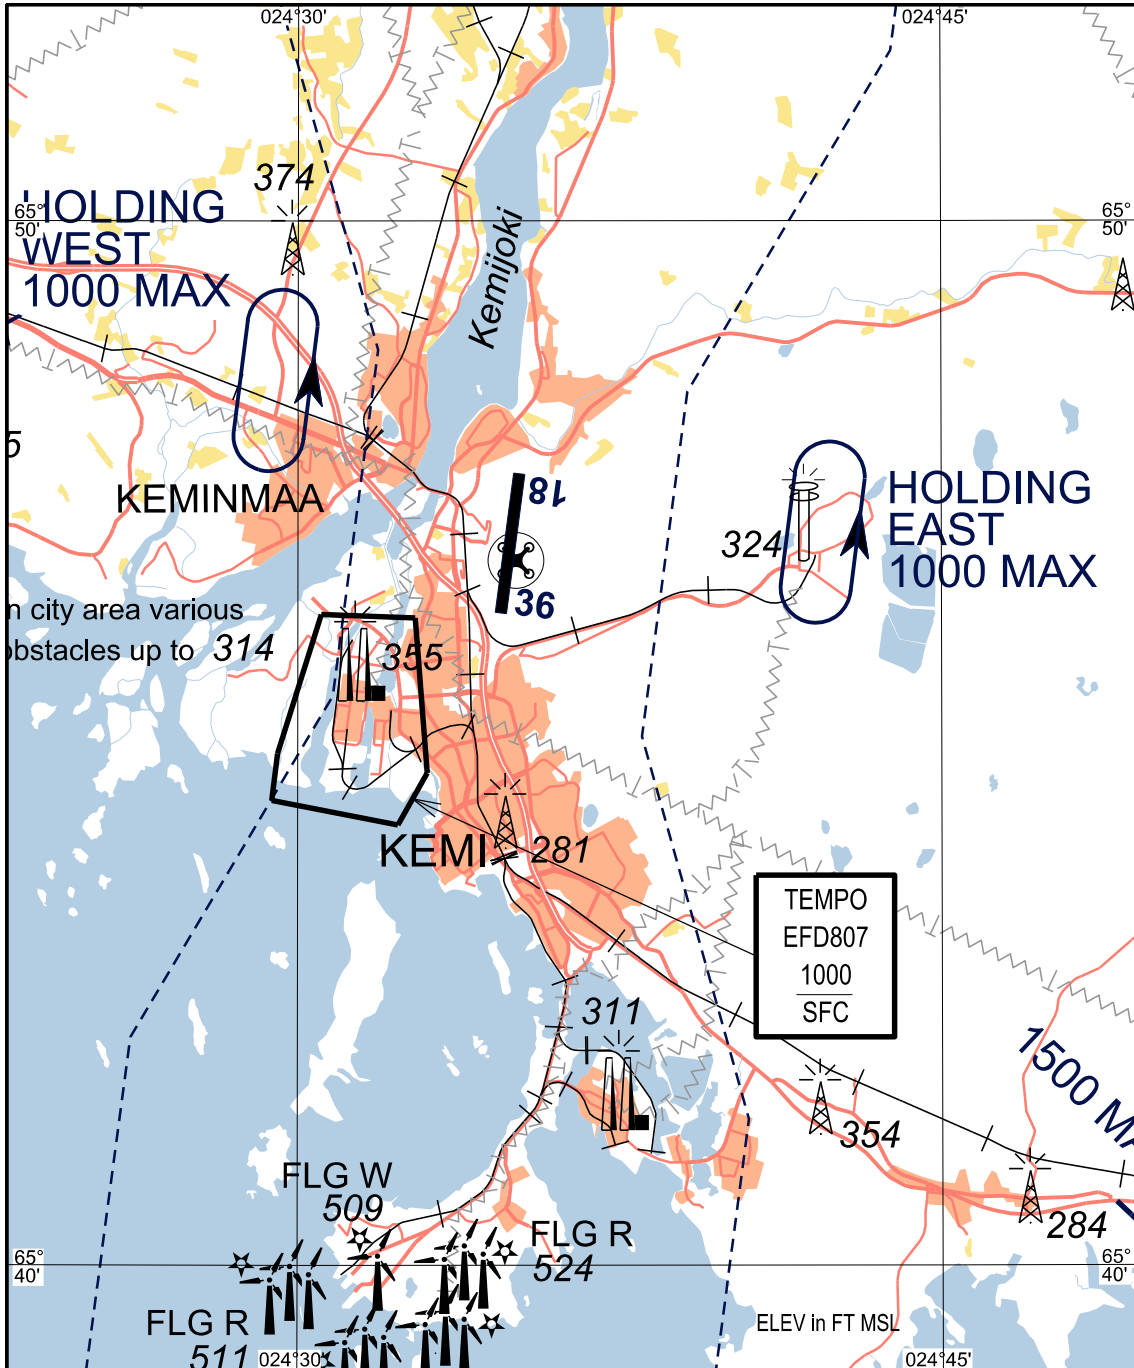 024°30'
024°45'
374
HOLDING
WEST
1000 MAX
65°
50'
65°
50'
Kemijoki
18
36
KEMINMAA
HOLDING
EAST
1000 MAX
324
n city area various
obstacles up to 314
355
KEMI
281
TEMPO
EFD807
1000
SFC
311
1500 MA
354
284
FLG W
509
FLG R
524
65°
40'
65°
40'
FLG R
511
ELEV in FT MSL
024°30'
024°45'